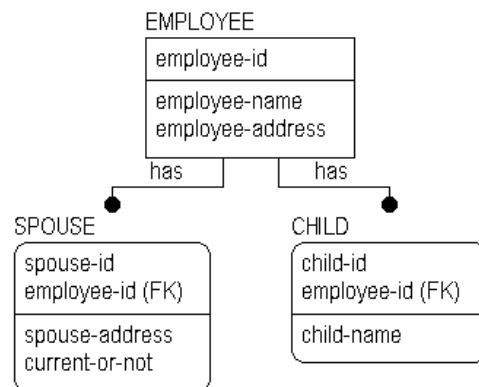 EMPLOYEE
employee-id
employee-name
employee-address
has
has
SPOUSE
spouse-id
employee-id (FK)
spouse-address
current-or-not
CHILD
child-id
employee-id (FK)
child-name